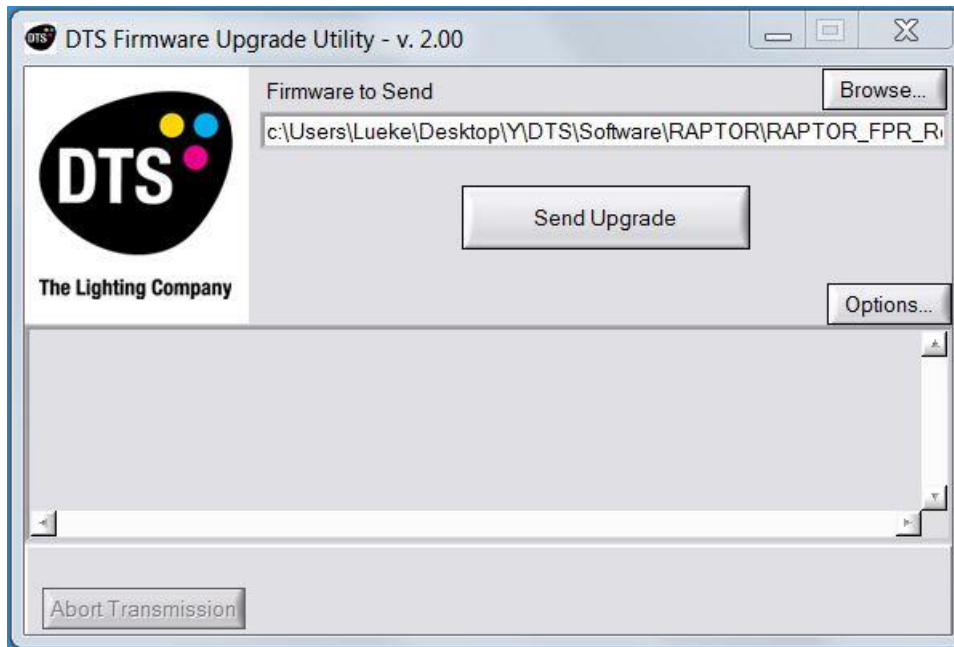 DTS DTS Firmware Upgrade Utility - v. 2.00
Firmware to Send
Browse...
c:\Users\Lueke\Desktop\Y\DTS\Software\RAPTOR\RAPTOR_FPR_R
DTS
Send Upgrade
The Lighting Company
Options...
Abort Transmission